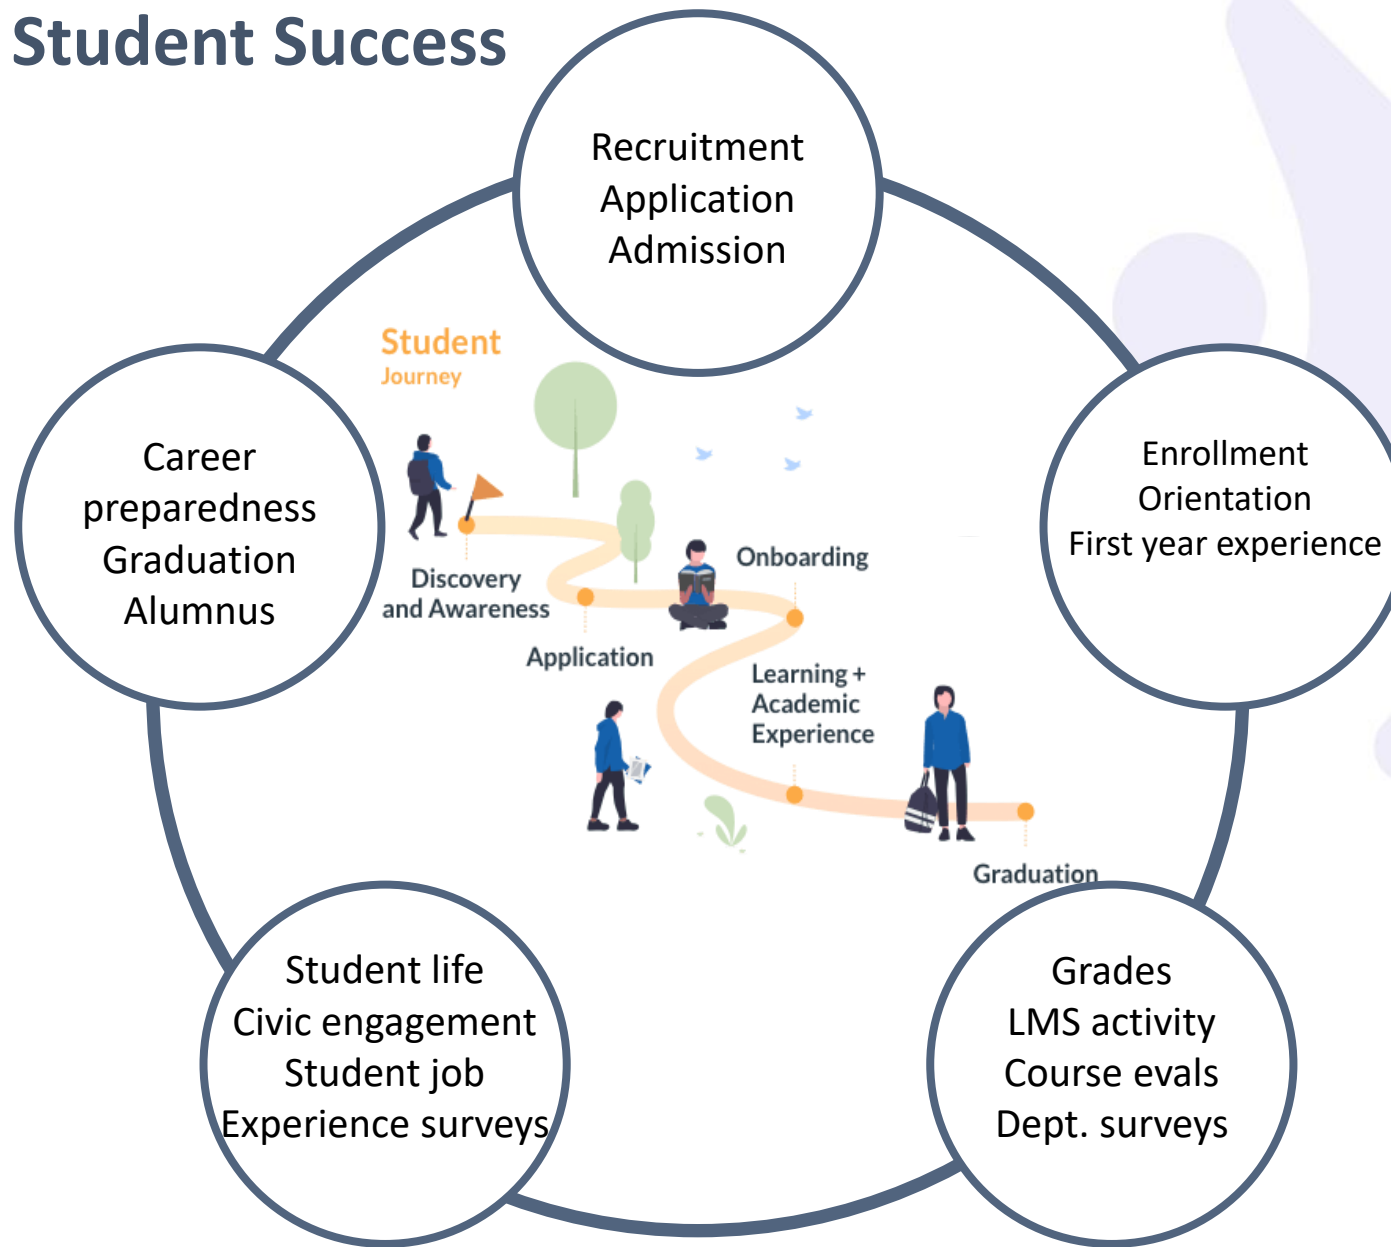 Student Success
Recruitment
Application
Admission
Enrollment
Orientation
First year experience
Grades
LMS activity
Course evals
Dept. surveys
Student life
Civic engagement
Student job
Experience surveys
Career
preparedness
Graduation
Alumnus
Student
Journey
Discovery
and Awareness
Application
Onboarding
Learning +
Academic
Experience
Graduation